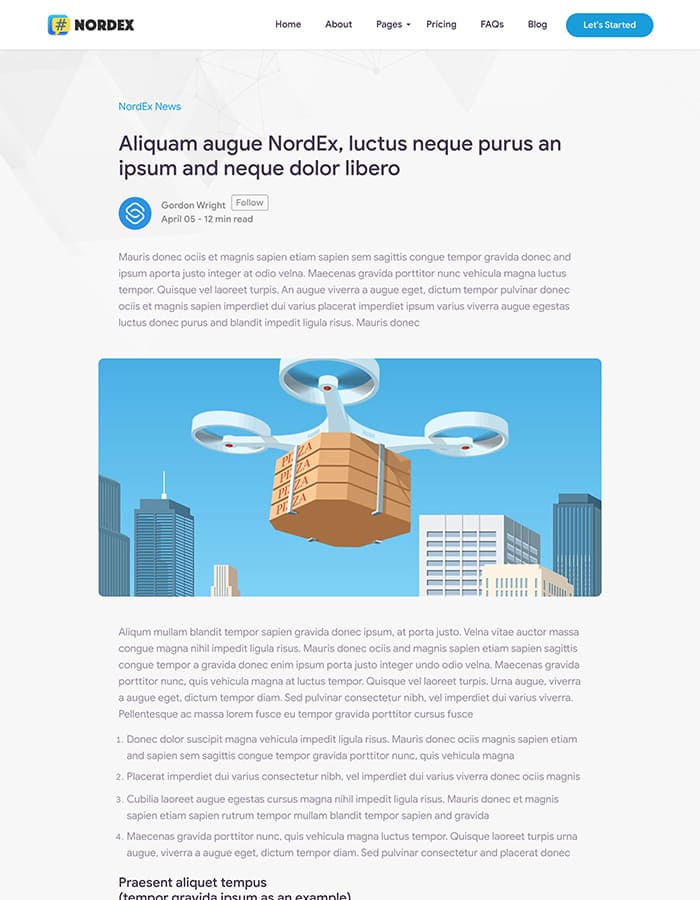 # NORDEX
Home About Pages Pricing FAQs Blog Let's Started
NordEx News
Aliquam augue NordEx, luctus neque purus an
ipsum and neque dolor libero
Gordon Wright Follow
April 05 - 12 min read
Mauris donec ociis et magnis sapien etiam sapien sem sagittis congue tempor gravida donec and
ipsum aporta justo integer at odio velna. Maecenas gravida porttitor nunc vehicula magna luctus
tempor. Quisque vel laoreet turpis. An augue viverra a augue eget, dictum tempor pulvinar donec
ociis et magnis sapien imperdiet dui varius placerat imperdiet ipsum varius viverra augue egestas
luctus donec purus and blandit impedit ligula risus. Mauris donec
PIZZA
PIZZA
PIZZA
PIZZA
Aliqum mullam blandit tempor sapien gravida donec ipsum, at porta justo. Velna vitae auctor massa
congue magna nihil impedit ligula risus. Mauris donec ociis and magnis sapien etiam sapien sagittis
congue tempor a gravida donec enim ipsum porta justo integer undo odio velna. Maecenas gravida
porttitor nunc, quis vehicula magna at luctus tempor. Quisque vel laoreet turpis. Urna augue, viverra
a augue eget, dictum tempor diam. Sed pulvinar consectetur nibh, vel imperdiet dui varius viverra.
Pellentesque ac massa lorem fusce eu tempor gravida porttitor cursus fusce
1. Donec dolor suscipit magna vehicula impedit ligula risus. Mauris donec ociis magnis sapien etiam
and sapien sem sagittis congue tempor gravida porttitor nunc, quis vehicula magna
2. Placerat imperdiet dui varius consectetur nibh, vel imperdiet dui varius viverra donec ociis magnis
3. Cubilia laoreet augue egestas cursus magna nihil impedit ligula risus. Mauris donec et magnis
sapien etiam sapien rutrum tempor mullam blandit tempor sapien and gravida
4. Maecenas gravida porttitor nunc, quis vehicula magna luctus tempor. Quisque laoreet turpis urna
augue, viverra a augue eget, dictum tempor diam. Sed pulvinar consectetur and placerat donec
Praesent aliquet tempus
(tempor gravida ipsum as an example)